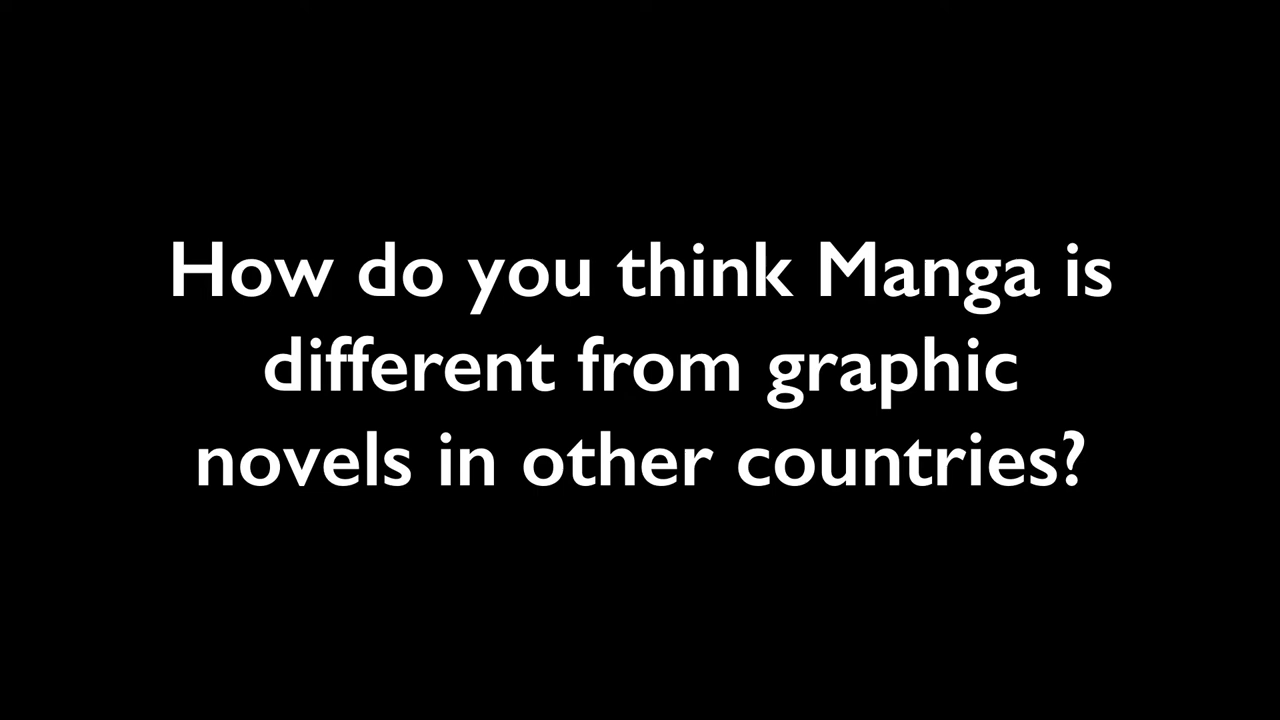 How do you think Manga is
different from graphic
novels in other countries?